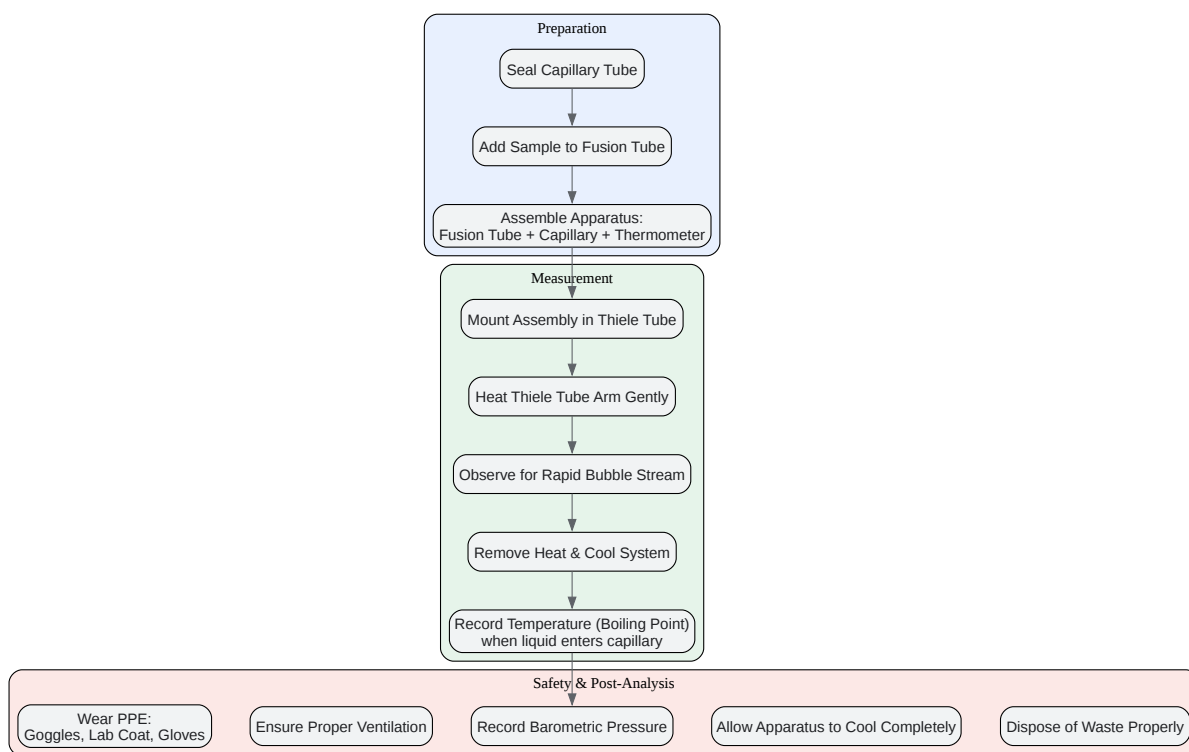 Preparation
Seal Capillary Tube
Add Sample to Fusion Tube
Assemble Apparatus:
Fusion Tube + Capillary + Thermometer
Measurement
Mount Assembly in Thiele Tube
Heat Thiele Tube Arm Gently
Observe for Rapid Bubble Stream
Remove Heat & Cool System
Record Temperature (Boiling Point)
when liquid enters capillary
Safety & Post-Analysis
Wear PPE:
Goggles, Lab Coat, Gloves
Ensure Proper Ventilation
Record Barometric Pressure
Allow Apparatus to Cool Completely
Dispose of Waste Properly